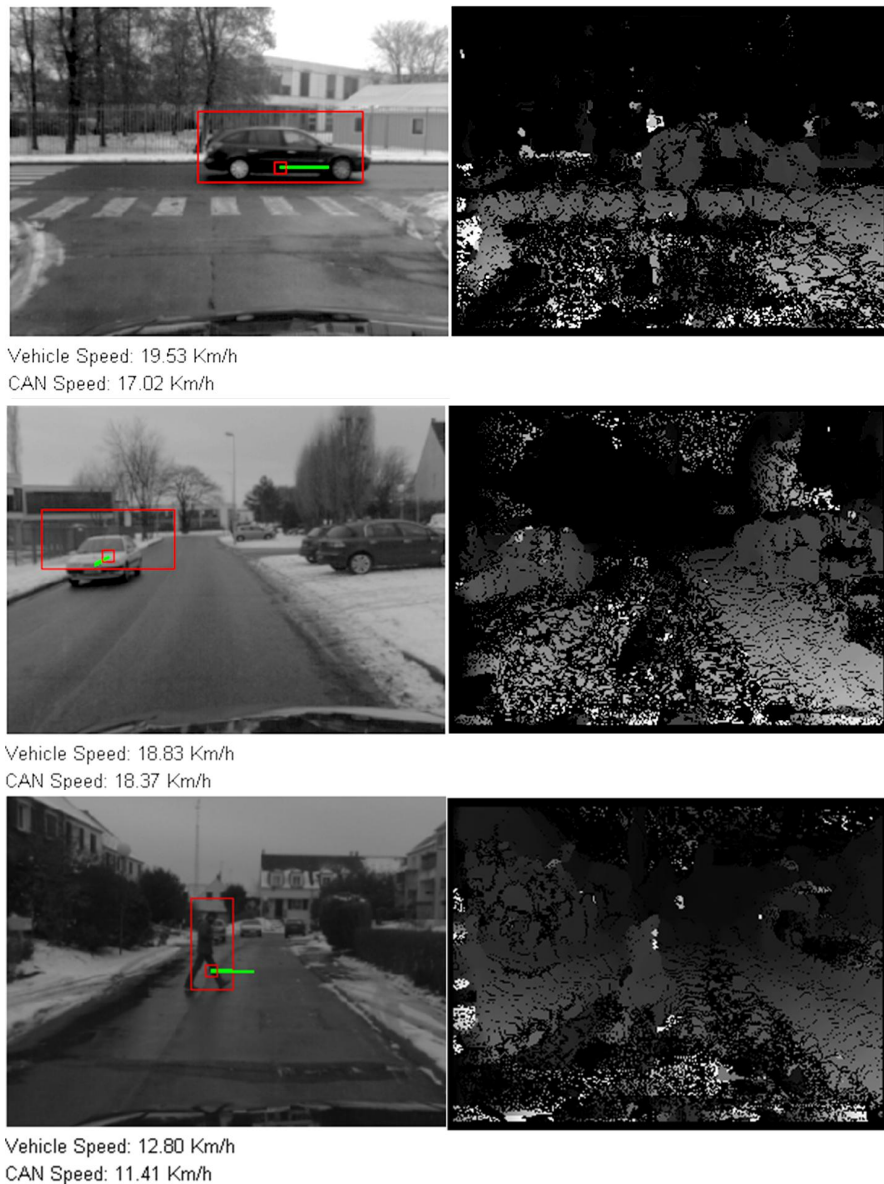 Vehicle Speed: 19.53 Km/h
CAN Speed: 17.02 Km/h
Vehicle Speed: 18.83 Km/h
CAN Speed: 18.37 Km/h
Vehicle Speed: 12.80 Km/h
CAN Speed: 11.41 Km/h